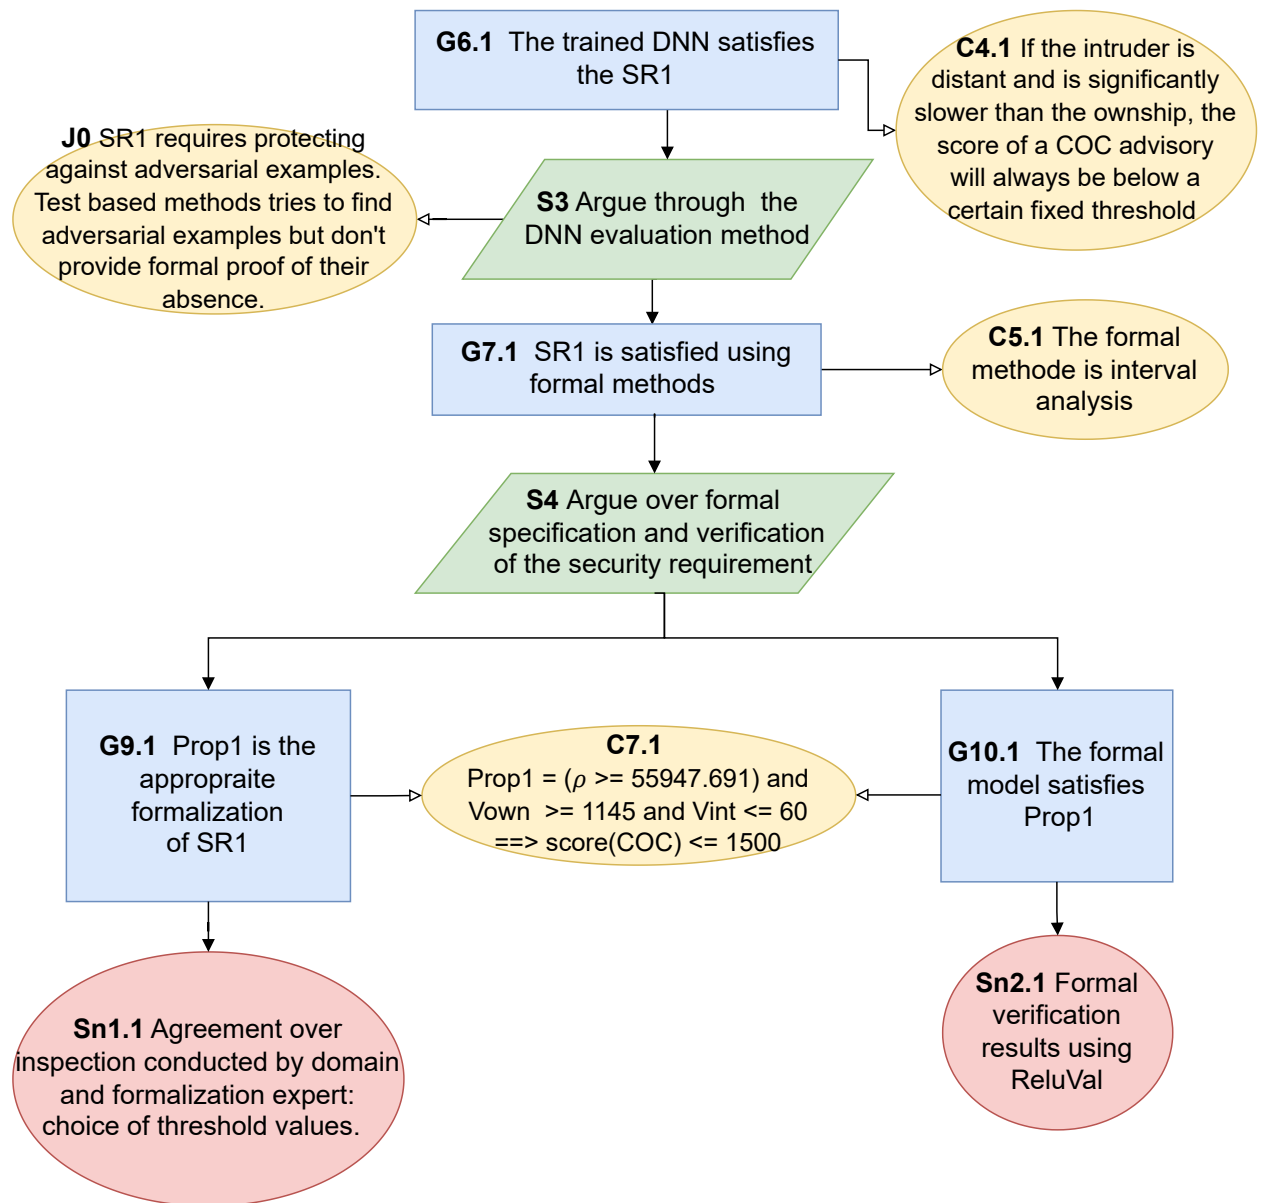 G6.1 The trained DNN satisfies
the SR1
C4.1 If the intruder is
distant and is significantly
slower than the ownship, the
score of a COC advisory
will always be below a
certain fixed threshold
J0 SR1 requires protecting
against adversarial examples.
Test based methods tries to find
adversarial examples but don't
provide formal proof of their
absence.
S3 Argue through the
DNN evaluation method
G7.1 SR1 is satisfied using
formal methods
C5.1 The formal
methode is interval
analysis
S4 Argue over formal
specification and verification
of the security requirement
G9.1 Prop1 is the
appropraite
formalization
of SR1
C7.1
Prop1 = (ρ >= 55947.691) and
Vown >= 1145 and Vint <= 60
==> score(COC) <= 1500
G10.1 The formal
model satisfies
Prop1
Sn1.1 Agreement over
inspection conducted by domain
and formalization expert:
choice of threshold values.
Sn2.1 Formal
verification
results using
ReluVal